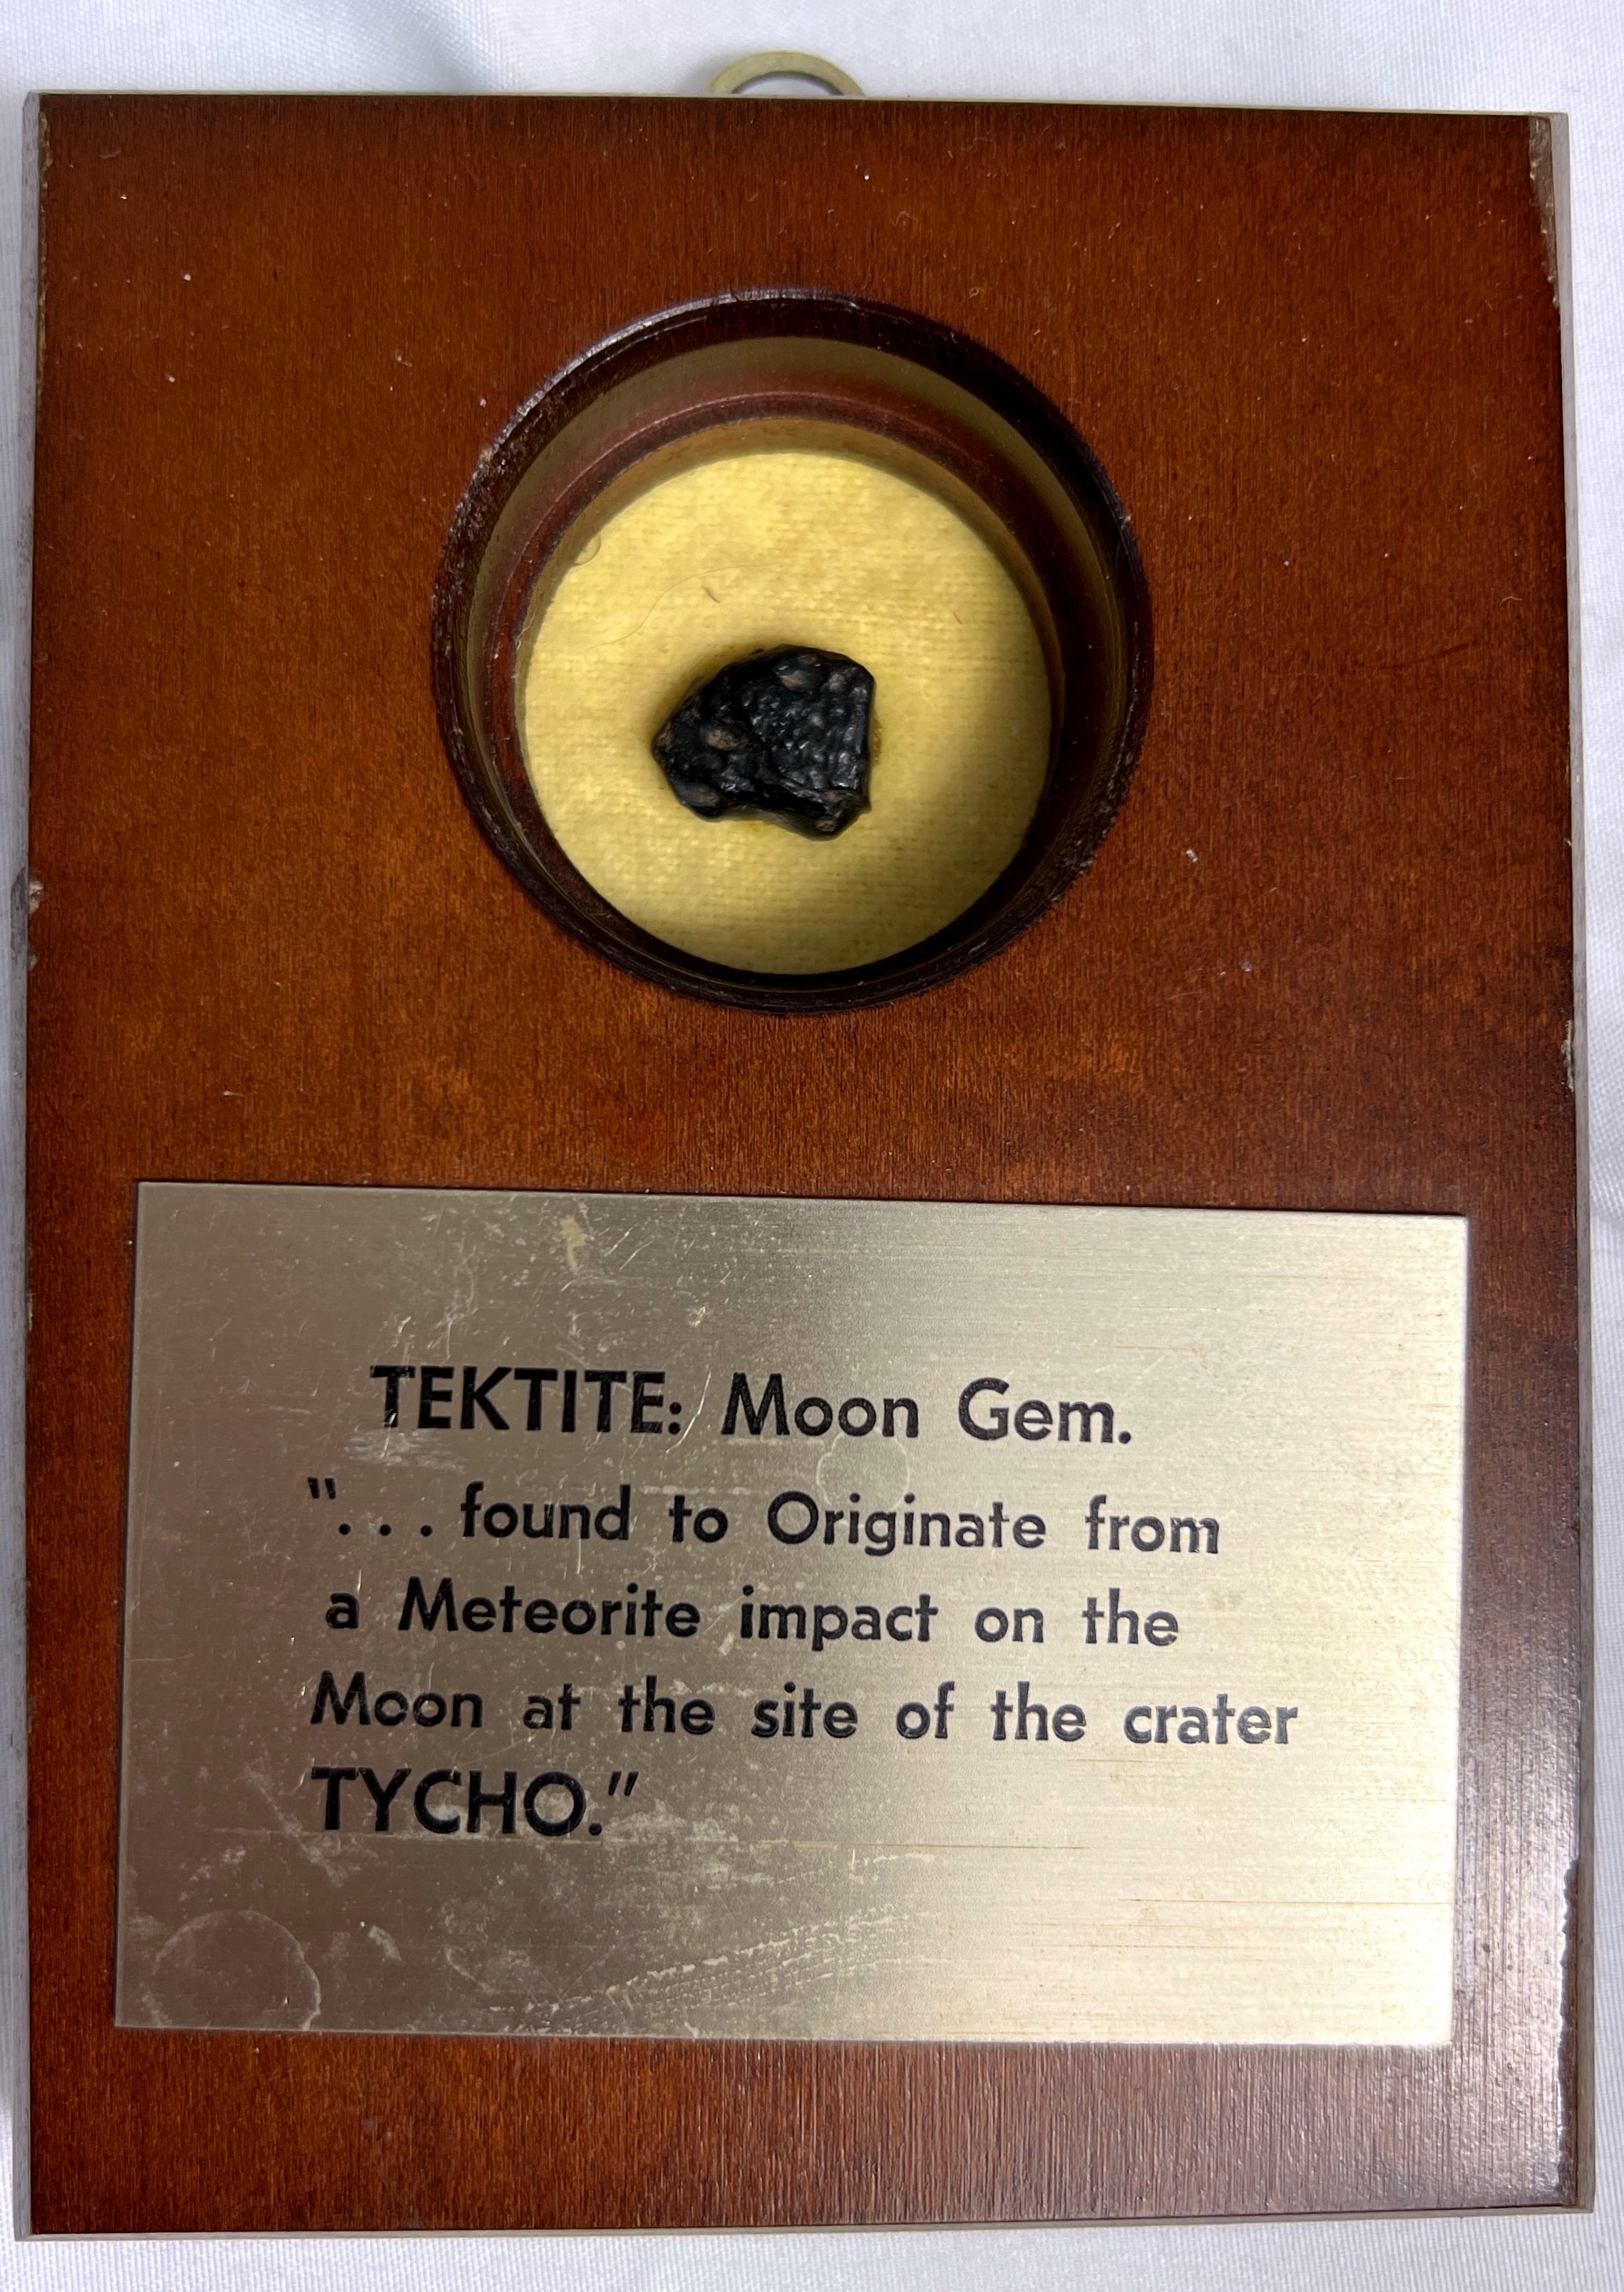 TEKTITE: Moon Gem.
". . . found to Originate from
a Meteorite impact on the
Moon at the site of the crater
TYCHO."